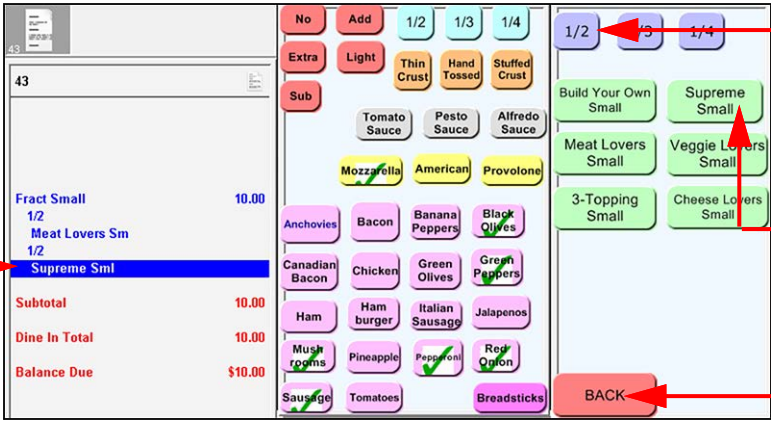 43
43
Fract Small 10.00
1/2
Meat Lovers Sm
1/2
Supreme Sml
Subtotal 10.00
Dine In Total 10.00
Balance Due $10.00
No Add 1/2 1/3 1/4
Extra Light Thin Crust Hand Tossed Stuffed Crust
Sub
Tomato Sauce Pesto Sauce Alfredo Sauce
Mozzarella American Provolone
Anchovies Bacon Banana Peppers Black Olives
Canadian Bacon Chicken Green Olives Green Peppers
Ham Ham burger Italian Sausage Jalapenos
Mush rooms Pineapple Pepperoni Red Onion
Sausage Tomatoes Breadsticks
1/2 1/3 1/4
Build Your Own Small Supreme Small
Meat Lovers Small Veggie Lovers Small
3-Topping Small Cheese Lovers Small
BACK